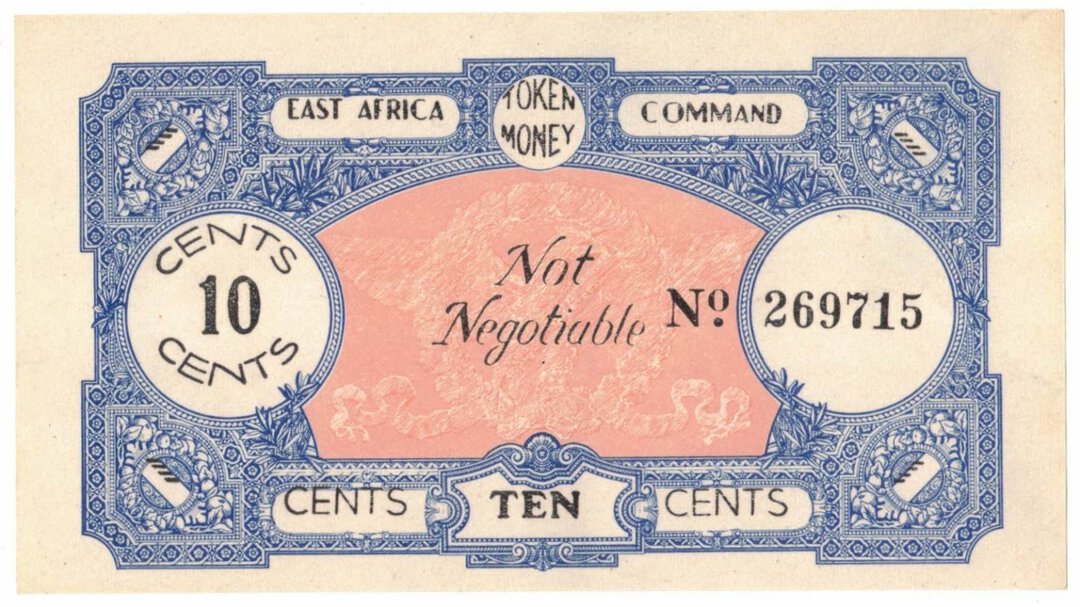 EAST AFRICA
TOKEN
MONEY
COMMAND
CENTS
10
CENTS
Not
Negotiable
Nº 269715
CENTS
TEN
CENTS